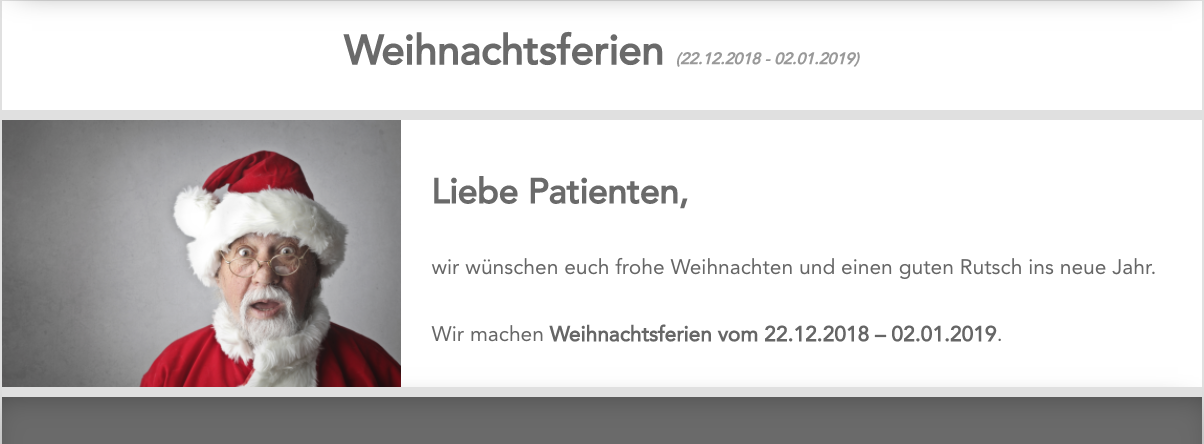 Weihnachtsferien (22.12.2018 - 02.01.2019)
Liebe Patienten,
wir wünschen euch frohe Weihnachten und einen guten Rutsch ins neue Jahr.
Wir machen Weihnachtsferien vom 22.12.2018 – 02.01.2019.